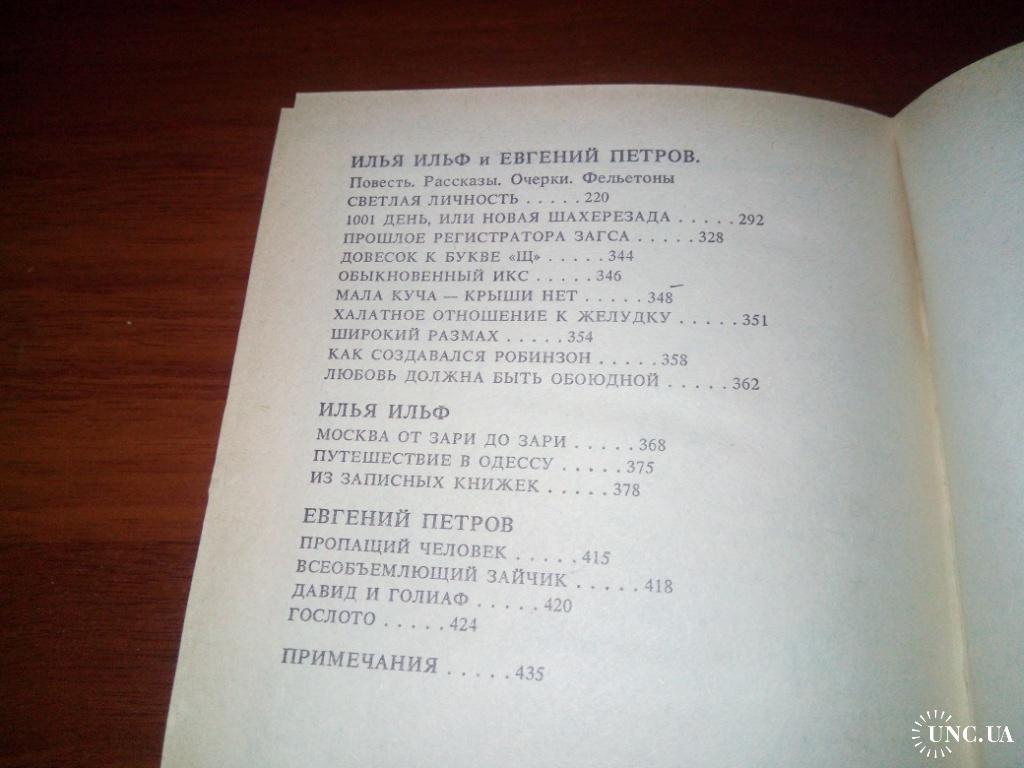 ИЛЬЯ ИЛЬФ и ЕВГЕНИЙ ПЕТРОВ.
Повесть. Рассказы. Очерки. Фельетоны
СВЕТЛАЯ ЛИЧНОСТЬ . . . . . 220
1001 ДЕНЬ, ИЛИ НОВАЯ ШАХЕРЕЗАДА . . . . . 292
ПРОШЛОЕ РЕГИСТРАТОРА ЗАГСА . . . . . 328
ДОВЕСОК К БУКВЕ «Щ» . . . . . 344
ОБЫКНОВЕННЫЙ ИКС . . . . . 346
МАЛА КУЧА — КРЫШИ НЕТ . . . . . 348
ХАЛАТНОЕ ОТНОШЕНИЕ К ЖЕЛУДКУ . . . . . 351
ШИРОКИЙ РАЗМАХ . . . . . 354
КАК СОЗДАВАЛСЯ РОБИНЗОН . . . . . 358
ЛЮБОВЬ ДОЛЖНА БЫТЬ ОБОЮДНОЙ . . . . . 362
ИЛЬЯ ИЛЬФ
МОСКВА ОТ ЗАРИ ДО ЗАРИ . . . . . 368
ПУТЕШЕСТВИЕ В ОДЕССУ . . . . . 375
ИЗ ЗАПИСНЫХ КНИЖЕК . . . . . 378
ЕВГЕНИЙ ПЕТРОВ
ПРОПАЩИЙ ЧЕЛОВЕК . . . . . 415
ВСЕОБЪЕМЛЮЩИЙ ЗАЙЧИК . . . . . 418
ДАВИД И ГОЛИАФ . . . . . 420
ГОСЛОТО . . . . . 424
ПРИМЕЧАНИЯ . . . . . 435
UNC.UA